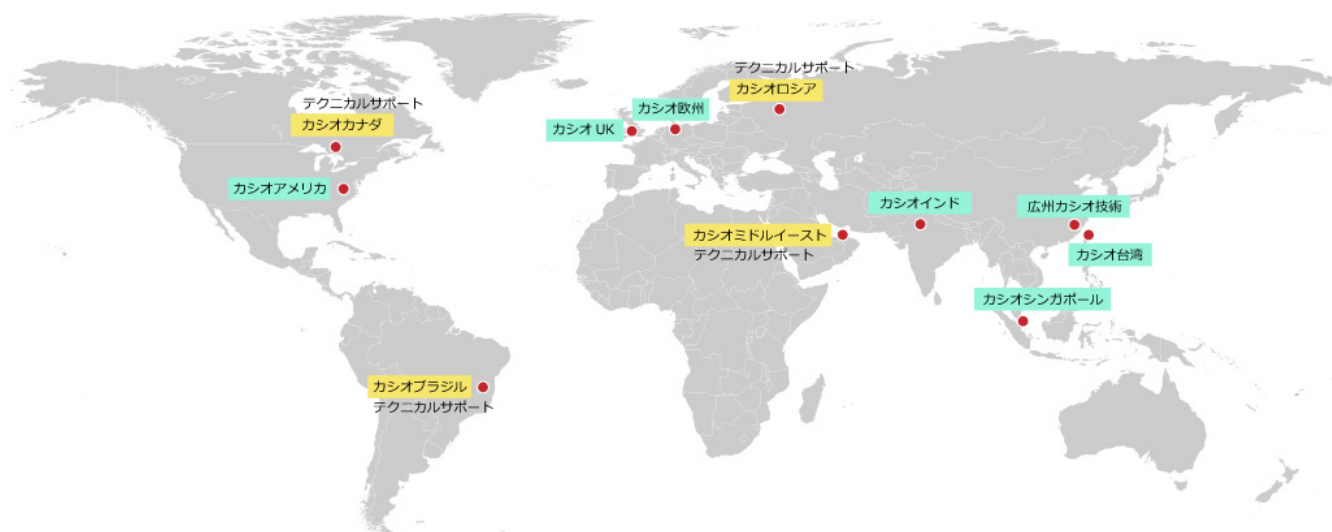 テクニカルサポート
カシオカナダ
カシオアメリカ
カシオブラジル
テクニカルサポート
カシオ UK
カシオ欧州
テクニカルサポート
カシオロシア
カシオミドルイースト
テクニカルサポート
カシオインド
広州カシオ技術
カシオ台湾
カシオシンガポール